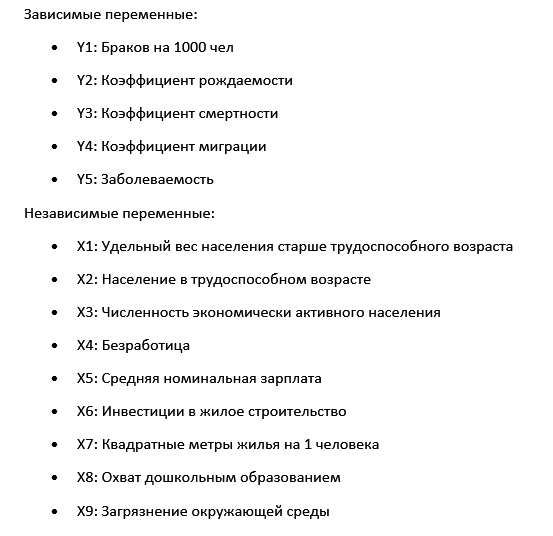 Зависимые переменные:
• Y1: Браков на 1000 чел
• Y2: Коэффициент рождаемости
• Y3: Коэффициент смертности
• Y4: Коэффициент миграции
• Y5: Заболеваемость
Независимые переменные:
• X1: Удельный вес населения старше трудоспособного возраста
• X2: Население в трудоспособном возрасте
• X3: Численность экономически активного населения
• X4: Безработица
• X5: Средняя номинальная зарплата
• X6: Инвестиции в жилое строительство
• X7: Квадратные метры жилья на 1 человека
• X8: Охват дошкольным образованием
• X9: Загрязнение окружающей среды